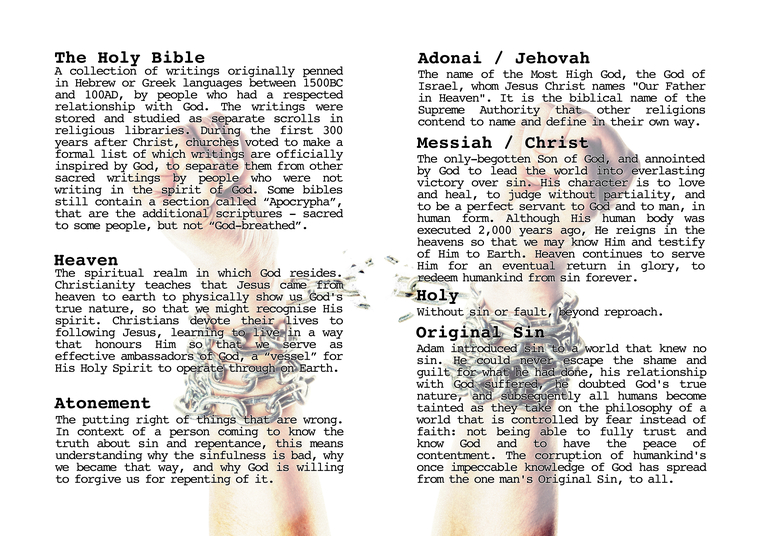 The Holy Bible
A collection of writings originally penned
in Hebrew or Greek languages between 1500BC
and 100AD, by people who had a respected
relationship with God. The writings were
stored and studied as separate scrolls in
religious libraries. During the first 300
years after Christ, churches voted to make a
formal list of which writings are officially
inspired by God, to separate them from other
sacred writings by people who were not
writing in the spirit of God. Some bibles
still contain a section called “Apocrypha”,
that are the additional scriptures – sacred
to some people, but not “God-breathed”.
Heaven
The spiritual realm in which God resides.
Christianity teaches that Jesus came from
heaven to earth to physically show us God's
true nature, so that we might recognise His
spirit. Christians devote their lives to
following Jesus, learning to live in a way
that honours Him so that we serve as
effective ambassadors of God, a “vessel” for
His Holy Spirit to operate through on Earth.
Atonement
The putting right of things that are wrong.
In context of a person coming to know the
truth about sin and repentance, this means
understanding why the sinfulness is bad, why
we became that way, and why God is willing
to forgive us for repenting of it.
Adonai / Jehovah
The name of the Most High God, the God of
Israel, whom Jesus Christ names "Our Father
in Heaven". It is the biblical name of the
Supreme Authority that other religions
contend to name and define in their own way.
Messiah / Christ
The only-begotten Son of God, and annointed
by God to lead the world into everlasting
victory over sin. His character is to love
and heal, to judge without partiality, and
to be a perfect servant to God and to man, in
human form. Although His human body was
executed 2,000 years ago, He reigns in the
heavens so that we may know Him and testify
of Him to Earth. Heaven continues to serve
Him for an eventual return in glory, to
redeem humankind from sin forever.
Holy
Without sin or fault, beyond reproach.
Original Sin
Adam introduced sin to a world that knew no
sin. He could never escape the shame and
guilt for what he had done, his relationship
with God suffered, he doubted God's true
nature, and subsequently all humans become
tainted as they take on the philosophy of a
world that is controlled by fear instead of
faith: not being able to fully trust and
know God and to have the peace of
contentment. The corruption of humankind's
once impeccable knowledge of God has spread
from the one man's Original Sin, to all.